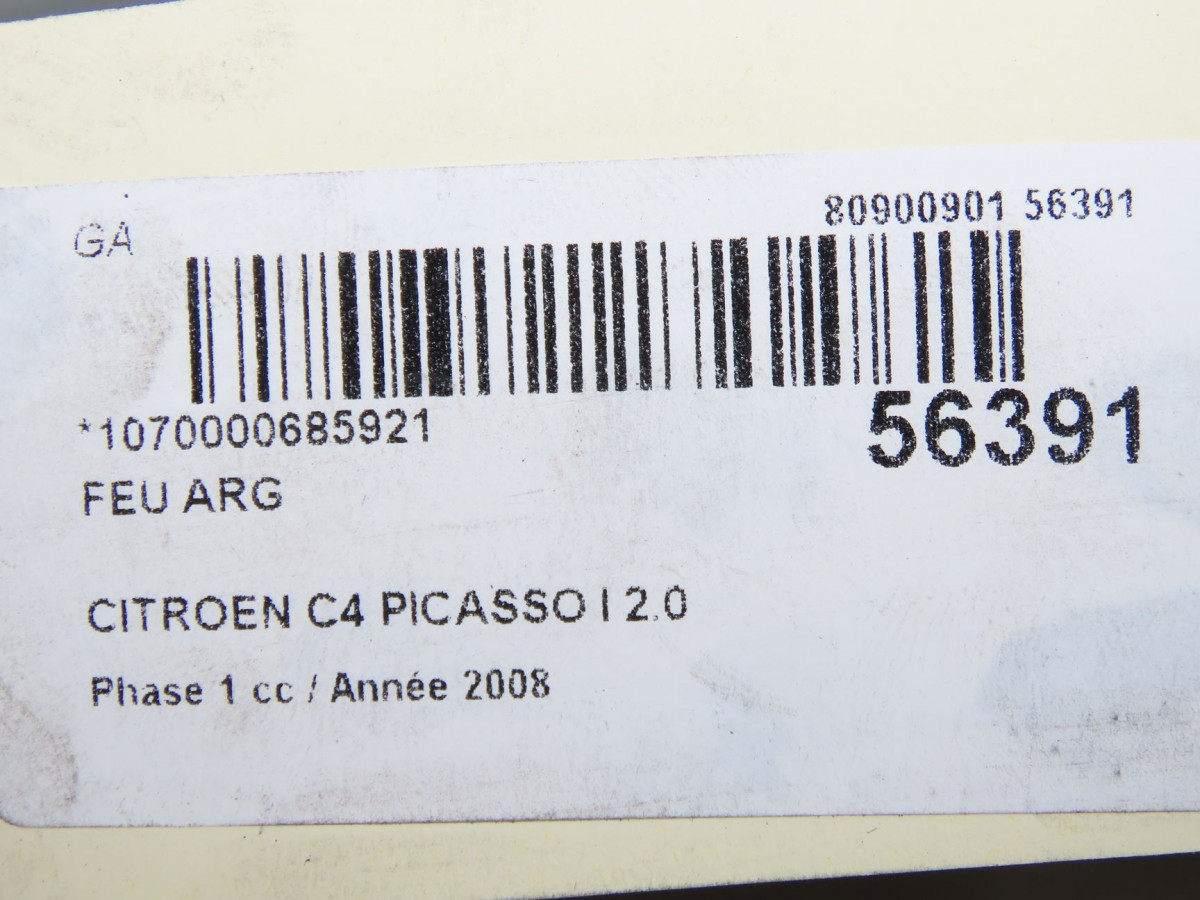 GA
80900901 56391
*1070000685921
56391
FEU ARG
CITROEN C4 PICASSO I 2.0
Phase 1 cc / Année 2008